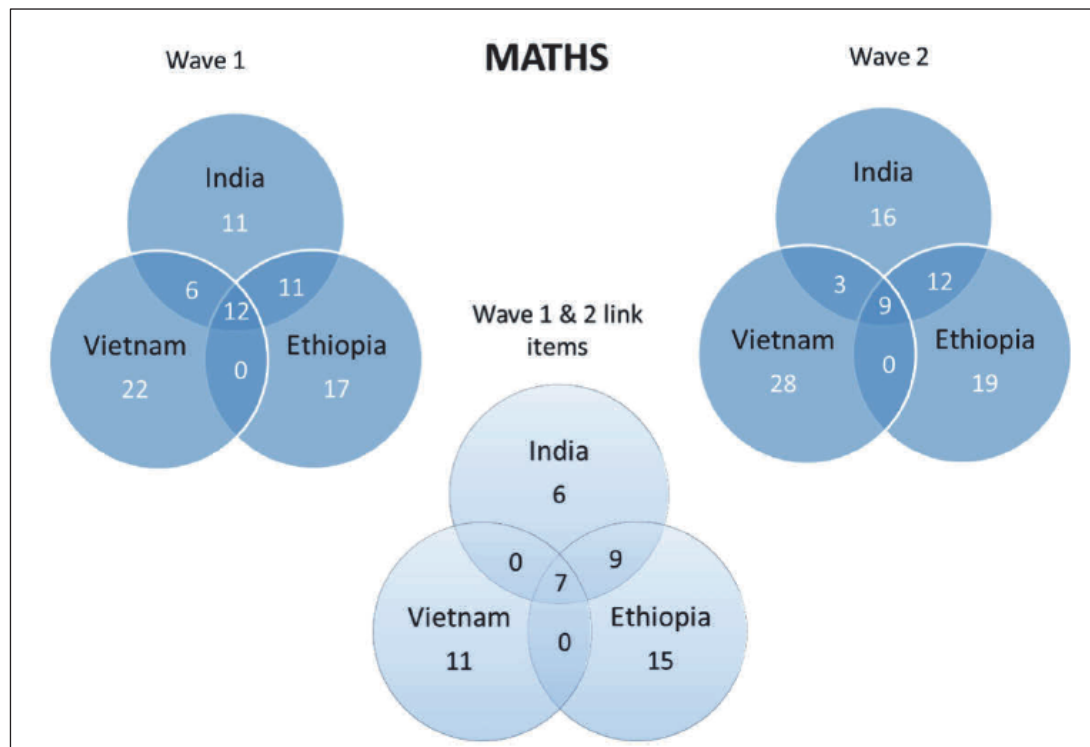 MATHS
Wave 1
India
11
6
11
12
Vietnam
Ethiopia
0
22
17
Wave 2
India
16
3
12
9
Vietnam
Ethiopia
0
28
19
Wave 1 & 2 link
items
India
6
0
9
7
Vietnam
Ethiopia
0
11
15